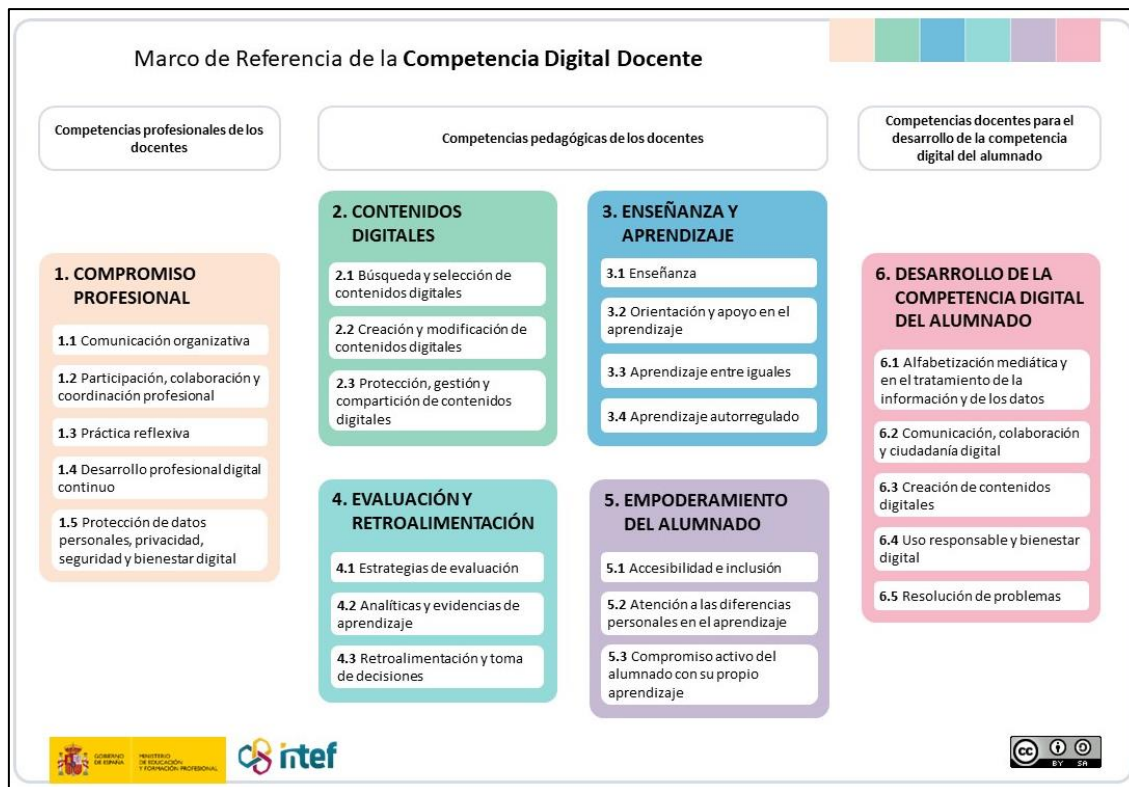 Marco de Referencia de la Competencia Digital Docente
Competencias profesionales de los
docentes
Competencias pedagógicas de los docentes
Competencias docentes para el
desarrollo de la competencia
digital del alumnado
1. COMPROMISO
PROFESIONAL
1.1 Comunicación organizativa
1.2 Participación, colaboración y
coordinación profesional
1.3 Práctica reflexiva
1.4 Desarrollo profesional digital
continuo
1.5 Protección de datos
personales, privacidad,
seguridad y bienestar digital
2. CONTENIDOS
DIGITALES
2.1 Búsqueda y selección de
contenidos digitales
2.2 Creación y modificación de
contenidos digitales
2.3 Protección, gestión y
compartición de contenidos
digitales
3. ENSEÑANZA Y
APRENDIZAJE
3.1 Enseñanza
3.2 Orientación y apoyo en el
aprendizaje
3.3 Aprendizaje entre iguales
3.4 Aprendizaje autorregulado
4. EVALUACIÓN Y
RETROALIMENTACIÓN
4.1 Estrategias de evaluación
4.2 Analíticas y evidencias de
aprendizaje
4.3 Retroalimentación y toma
de decisiones
5. EMPODERAMIENTO
DEL ALUMNADO
5.1 Accesibilidad e inclusión
5.2 Atención a las diferencias
personales en el aprendizaje
5.3 Compromiso activo del
alumnado con su propio
aprendizaje
6. DESARROLLO DE LA
COMPETENCIA DIGITAL
DEL ALUMNADO
6.1 Alfabetización mediática y
en el tratamiento de la
información y de los datos
6.2 Comunicación, colaboración
y ciudadanía digital
6.3 Creación de contenidos
digitales
6.4 Uso responsable y bienestar
digital
6.5 Resolución de problemas
GOBIERNO
DE ESPAÑA
MINISTERIO
DE EDUCACIÓN
Y FORMACIÓN PROFESIONAL
intef
cc
BY SA